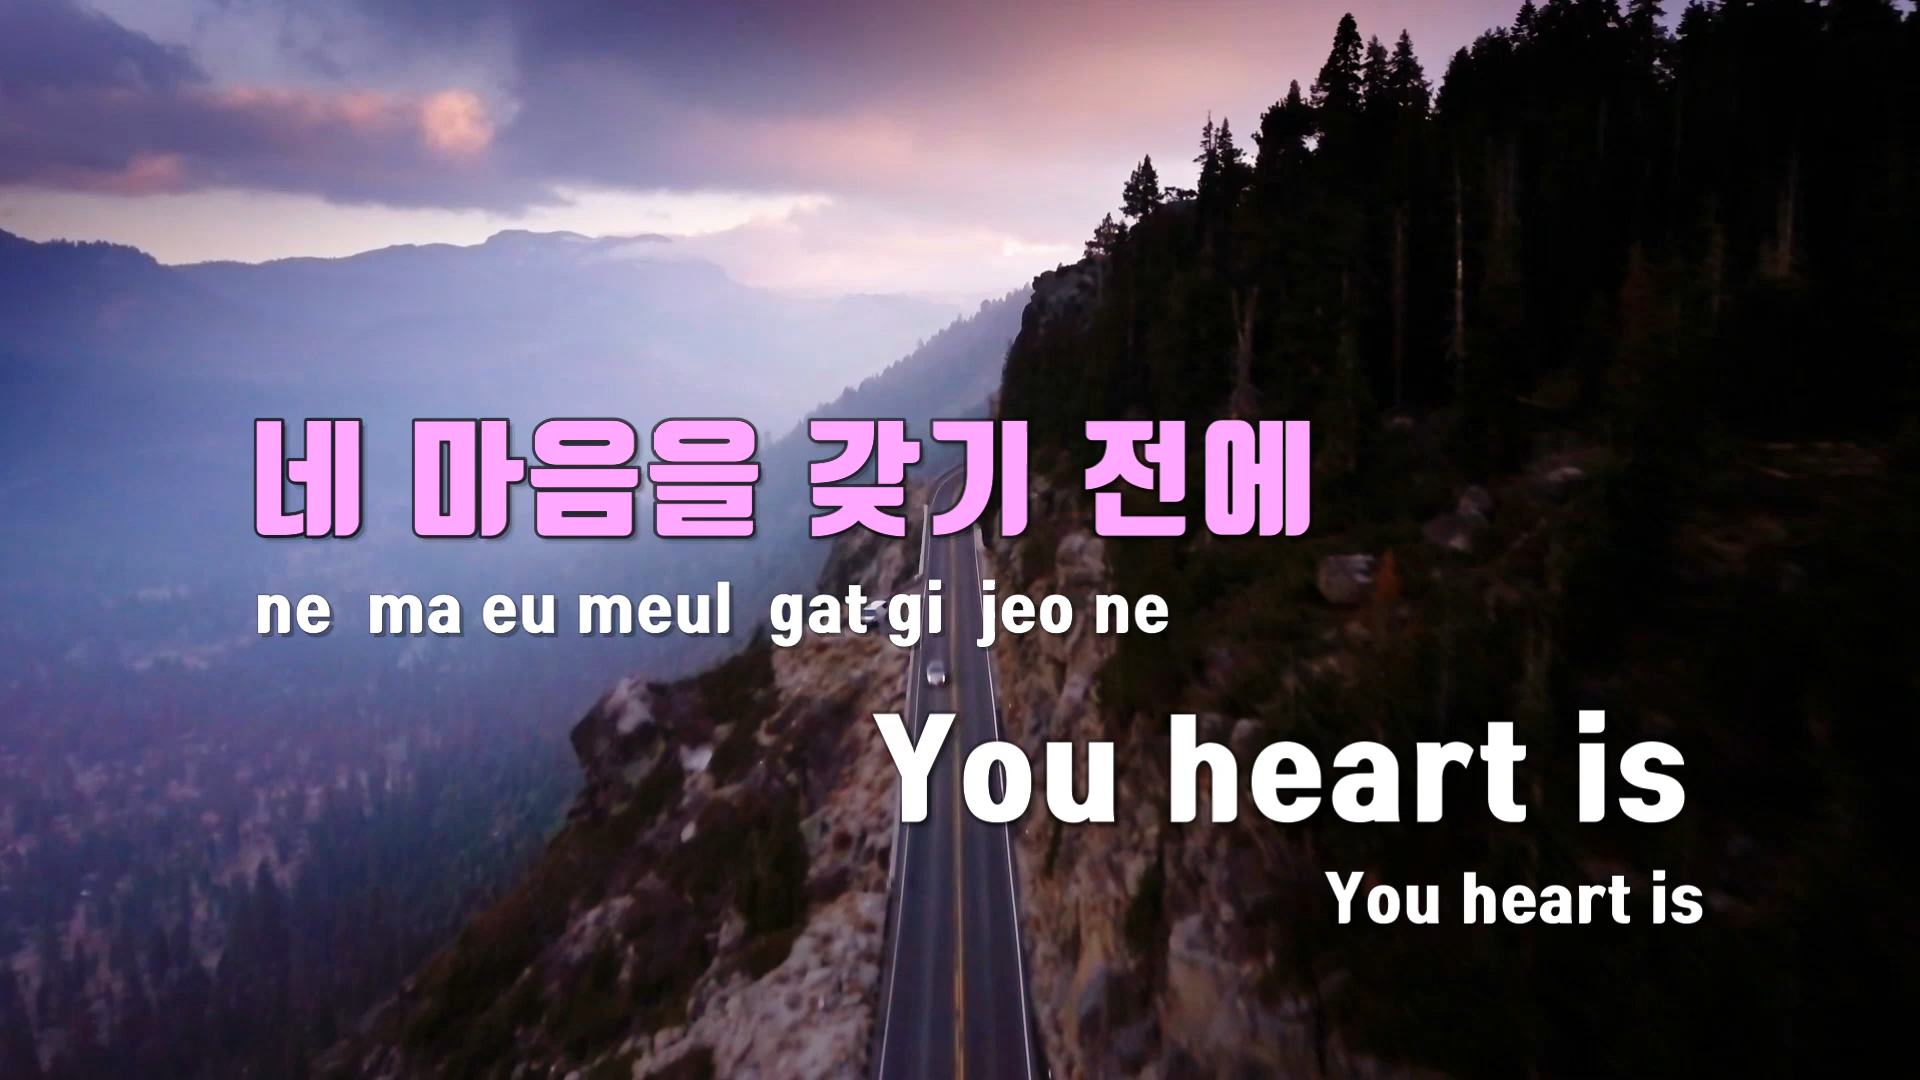 네 마음을 갖기 전에
ne ma eu meul gat gi jeo ne
You heart is
You heart is